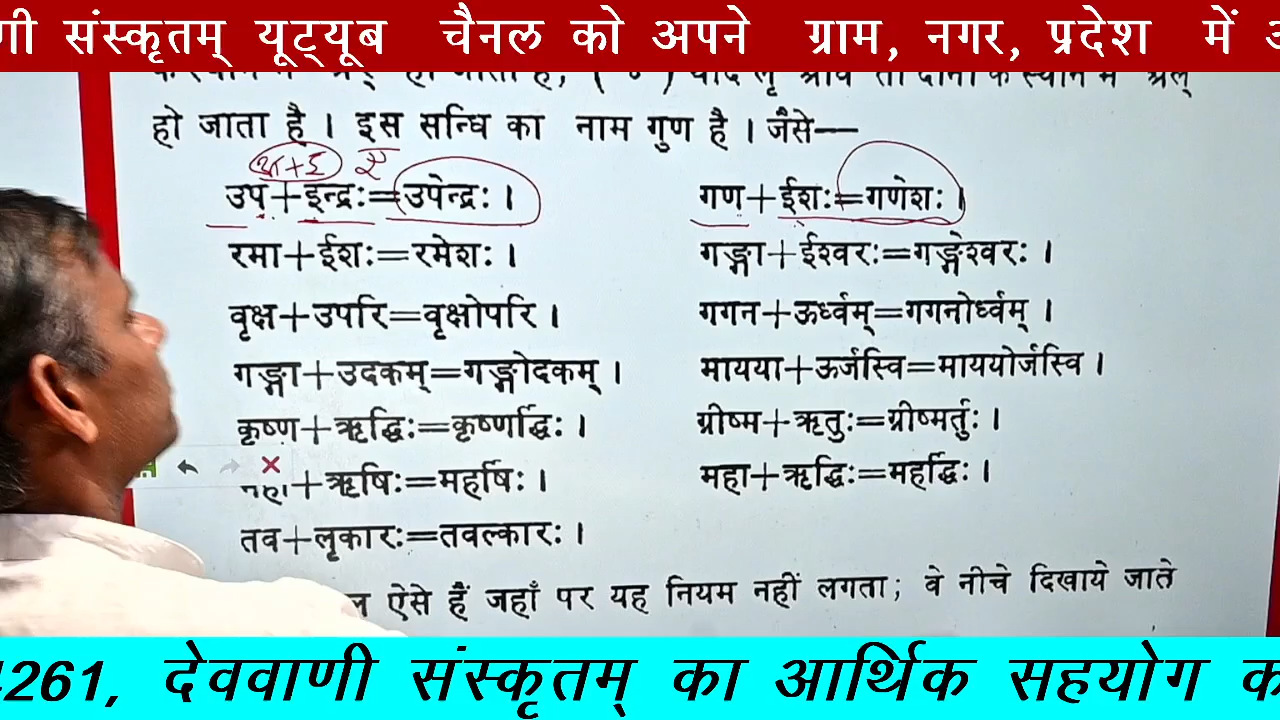 णी संस्कृतम् यूट्यूब चैनल को अपने ग्राम, नगर, प्रदेश में
हो जाता है । इस सन्धि का नाम गुण है । जैसे—
अ+इ ए
उप+इन्द्रः=उपेन्द्रः । गण+ईशः=गणेशः ।
रमा+ईशः=रमेशः । गङ्गा+ईश्वरः=गङ्गेश्वरः ।
वृक्ष+उपरि=वृक्षोपरि । गगन+ऊर्ध्वम्=गगनोर्ध्वम् ।
गङ्गा+उदकम्=गङ्गोदकम् । मायया+ऊर्जस्वि=माययोर्जस्वि ।
कृष्ण+ऋद्धिः=कृष्णर्द्धिः । ग्रीष्म+ऋतुः=ग्रीष्मर्तुः ।
महा+ऋषिः=महर्षिः । महा+ऋद्धिः=महर्द्धिः ।
तव+लृकारः=तवल्कारः ।
ऐसे हैं जहाँ पर यह नियम नहीं लगता; वे नीचे दिखाये जाते
4261, देववाणी संस्कृतम् का आर्थिक सहयोग क